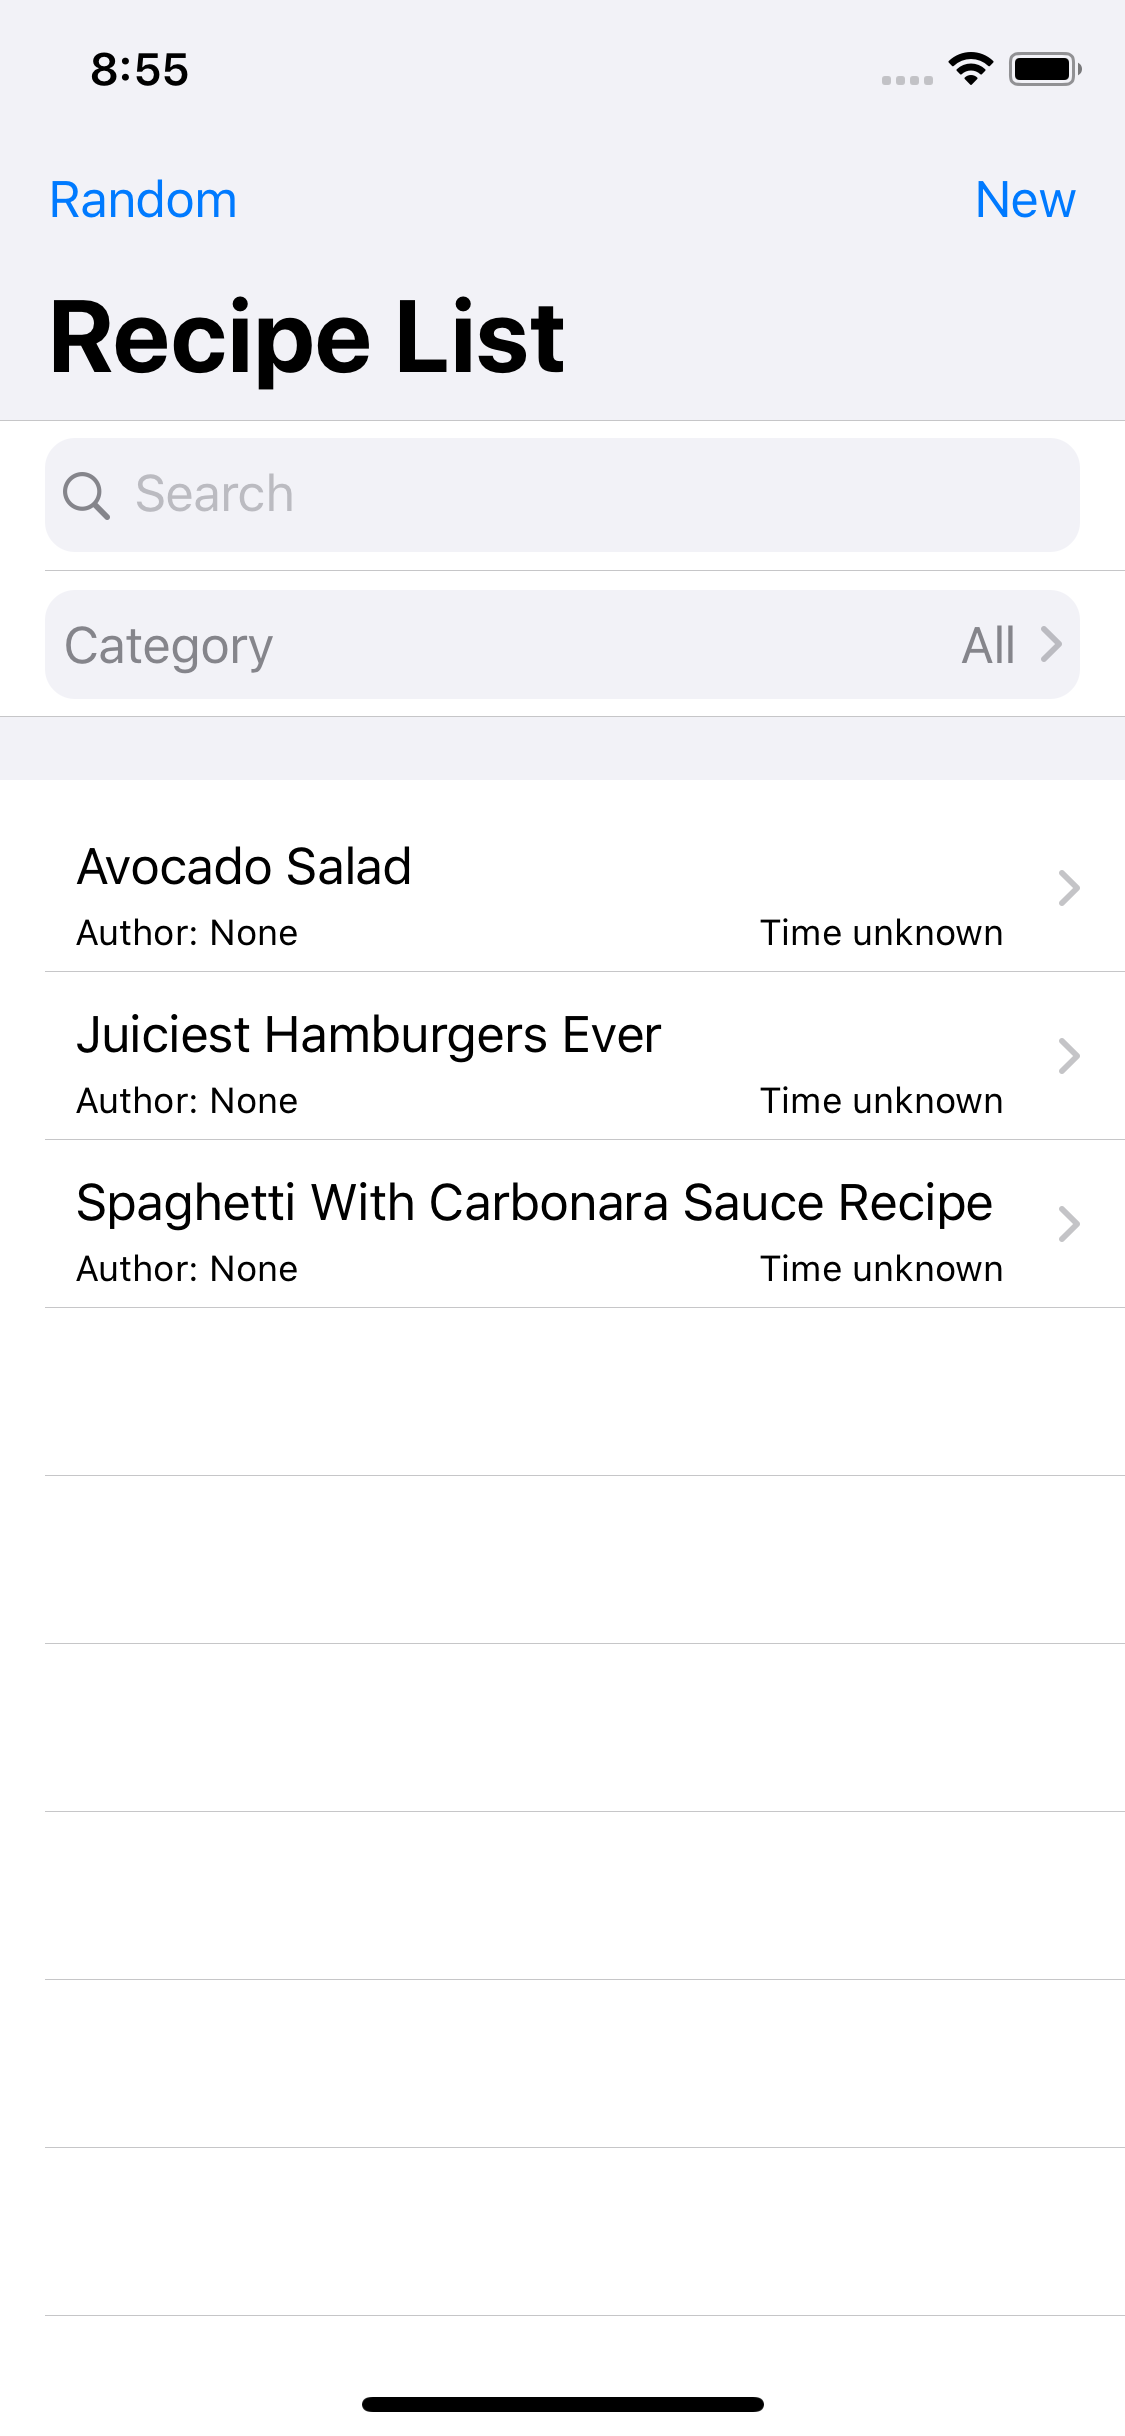 8:55
Random New
Recipe List
Search
Category All
Avocado Salad
Author: None Time unknown
Juiciest Hamburgers Ever
Author: None Time unknown
Spaghetti With Carbonara Sauce Recipe
Author: None Time unknown